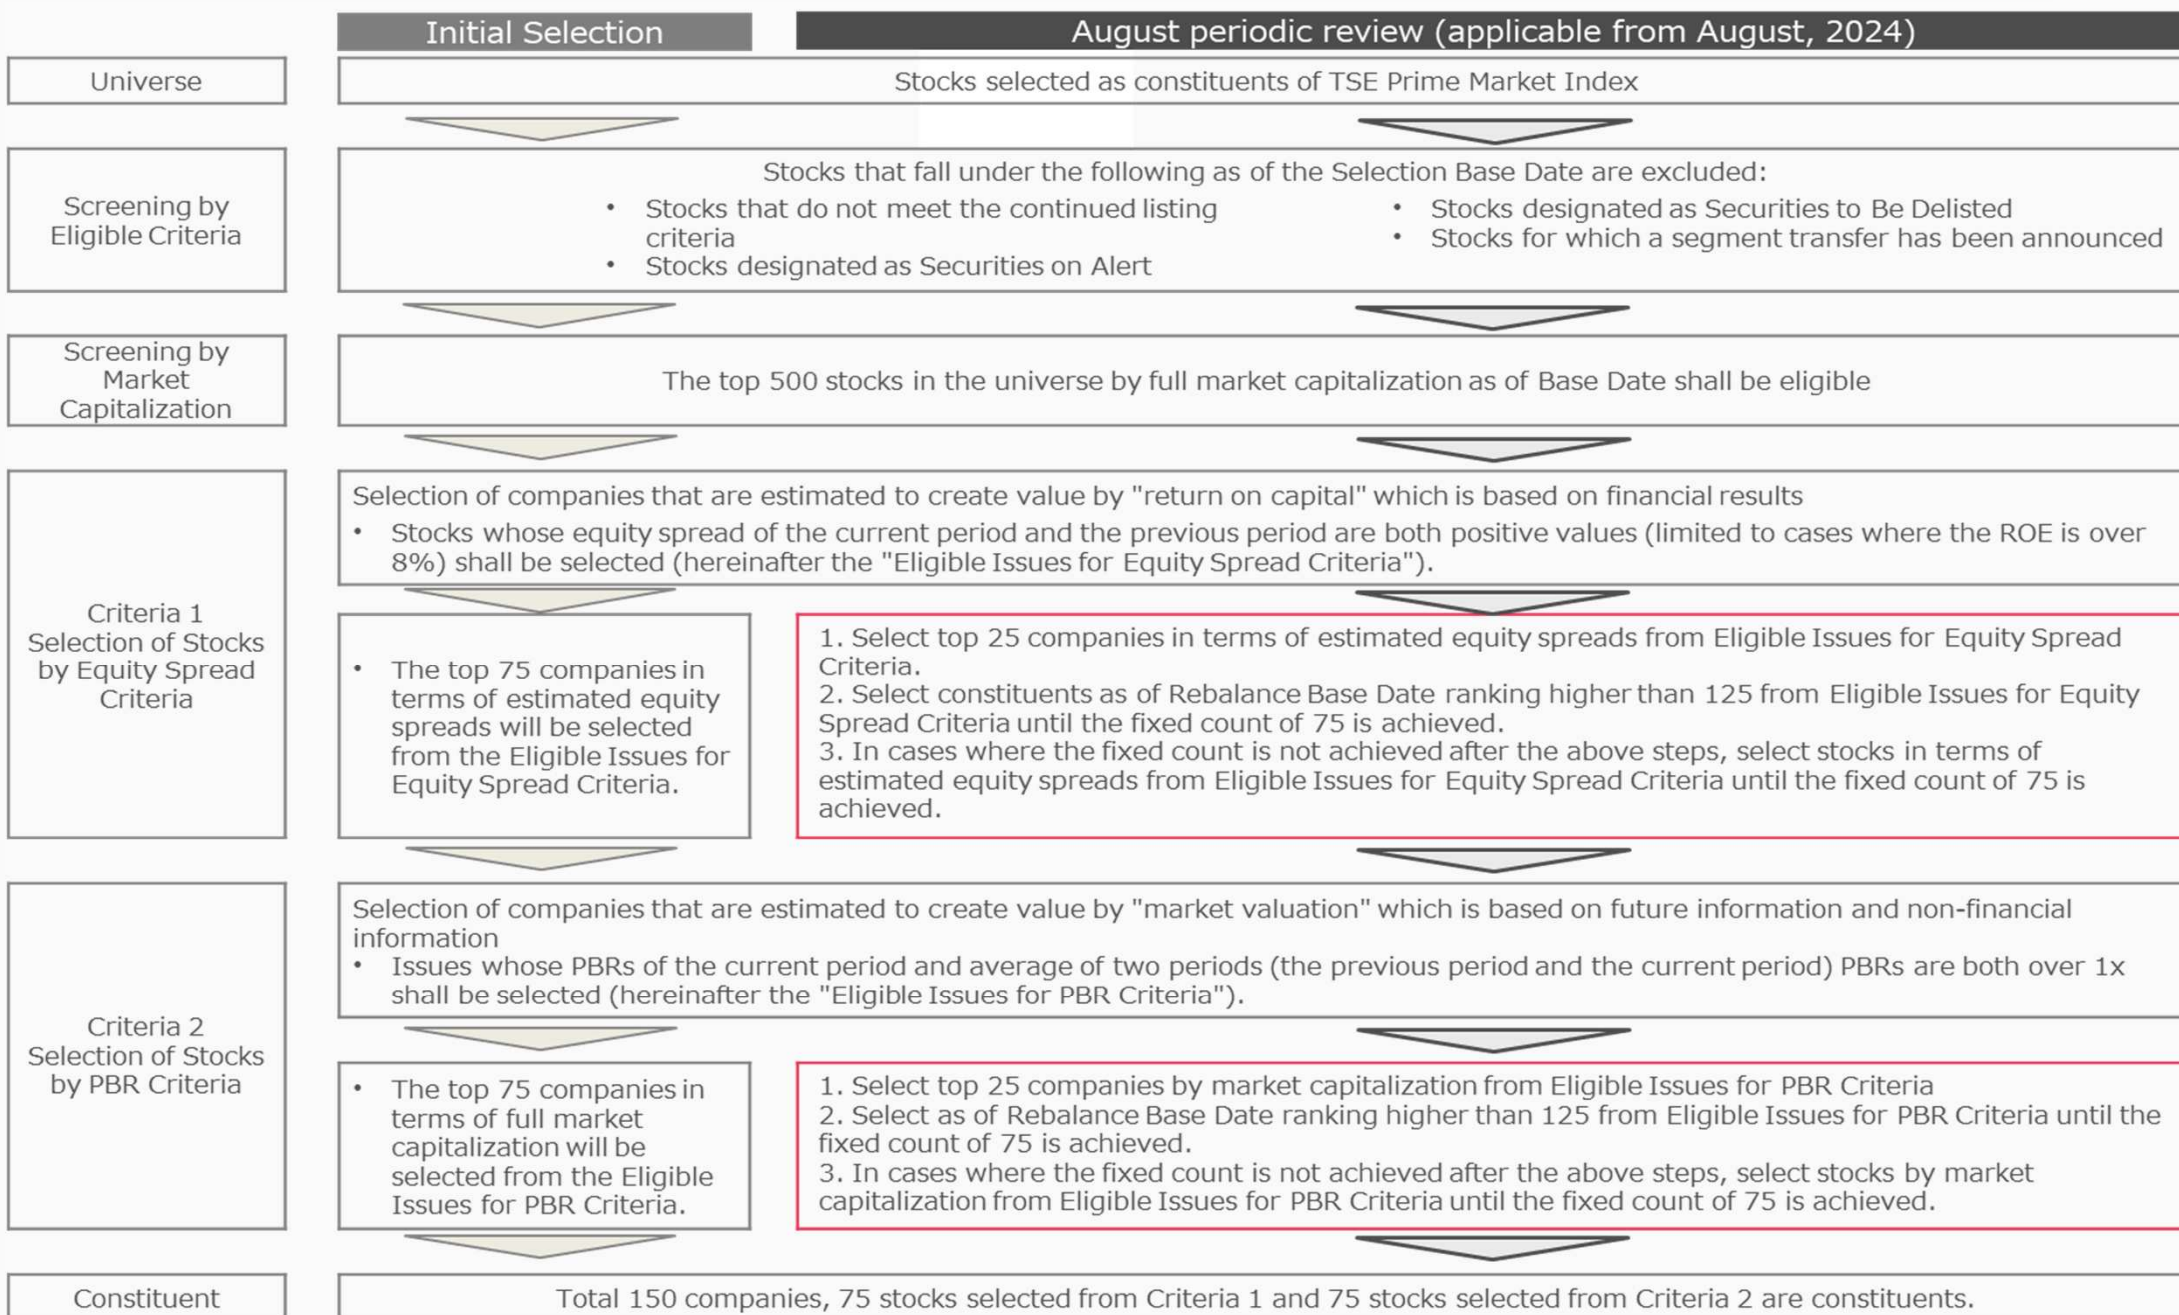 Initial Selection
August periodic review (applicable from August, 2024)
Universe
Stocks selected as constituents of TSE Prime Market Index
Screening by
Eligible Criteria
Stocks that fall under the following as of the Selection Base Date are excluded:
• Stocks that do not meet the continued listing
criteria
• Stocks designated as Securities on Alert
• Stocks designated as Securities to Be Delisted
• Stocks for which a segment transfer has been announced
Screening by
Market
Capitalization
The top 500 stocks in the universe by full market capitalization as of Base Date shall be eligible
Criteria 1
Selection of Stocks
by Equity Spread
Criteria
Selection of companies that are estimated to create value by "return on capital" which is based on financial results
• Stocks whose equity spread of the current period and the previous period are both positive values (limited to cases where the ROE is over
8%) shall be selected (hereinafter the "Eligible Issues for Equity Spread Criteria").
• The top 75 companies in
terms of estimated equity
spreads will be selected
from the Eligible Issues for
Equity Spread Criteria.
1. Select top 25 companies in terms of estimated equity spreads from Eligible Issues for Equity Spread
Criteria.
2. Select constituents as of Rebalance Base Date ranking higher than 125 from Eligible Issues for Equity
Spread Criteria until the fixed count of 75 is achieved.
3. In cases where the fixed count is not achieved after the above steps, select stocks in terms of
estimated equity spreads from Eligible Issues for Equity Spread Criteria until the fixed count of 75 is
achieved.
Criteria 2
Selection of Stocks
by PBR Criteria
Selection of companies that are estimated to create value by "market valuation" which is based on future information and non-financial
information
• Issues whose PBRs of the current period and average of two periods (the previous period and the current period) PBRs are both over 1x
shall be selected (hereinafter the "Eligible Issues for PBR Criteria").
• The top 75 companies in
terms of full market
capitalization will be
selected from the Eligible
Issues for PBR Criteria.
1. Select top 25 companies by market capitalization from Eligible Issues for PBR Criteria
2. Select as of Rebalance Base Date ranking higher than 125 from Eligible Issues for PBR Criteria until the
fixed count of 75 is achieved.
3. In cases where the fixed count is not achieved after the above steps, select stocks by market
capitalization from Eligible Issues for PBR Criteria until the fixed count of 75 is achieved.
Constituent
Total 150 companies, 75 stocks selected from Criteria 1 and 75 stocks selected from Criteria 2 are constituents.